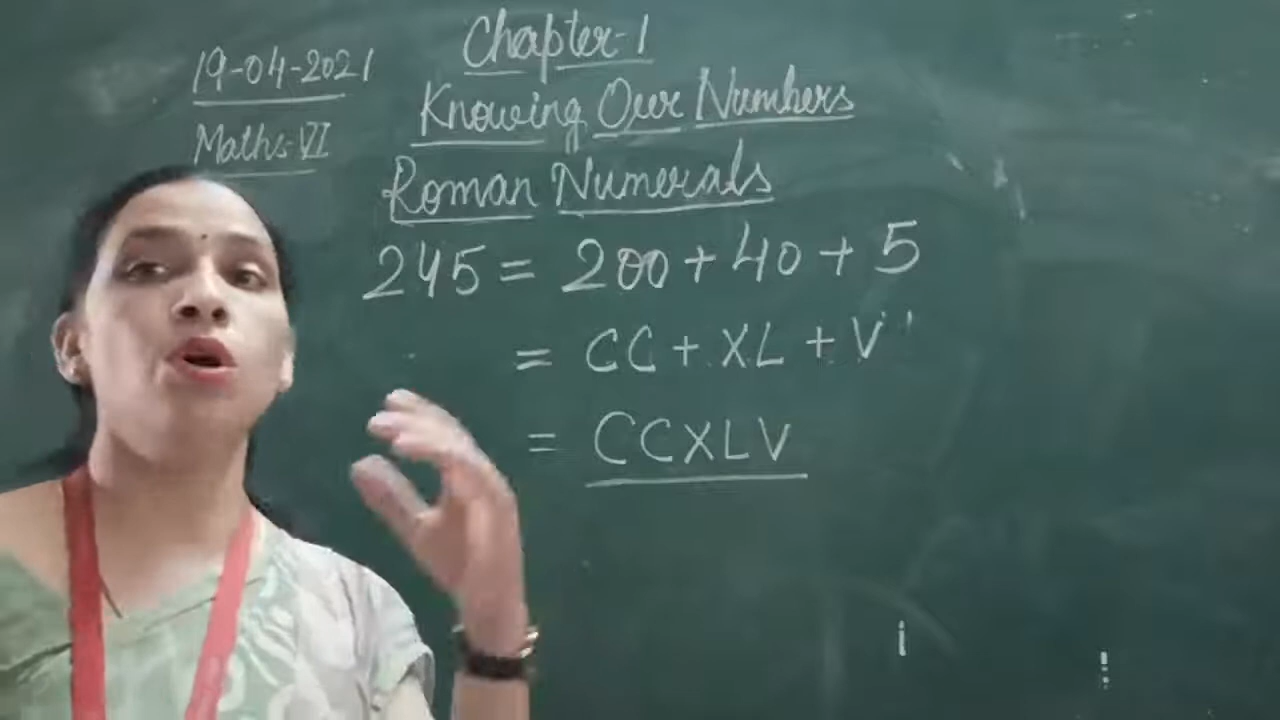 19-04-2021
Maths-VI
Chapter-1
Knowing Our Numbers
Roman Numerals
245 = 200 + 40 + 5
= CC + XL + V
= CCXLV